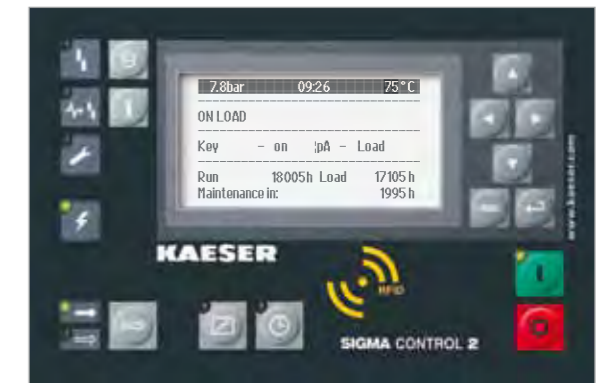 7.8bar 09:26 75°C
ON LOAD
Key - on ¦pA - Load
Run 18005h Load 17105h
Maintenance in: 1995h
KAESER
RFID
SIGMA CONTROL 2
www.kaeser.com